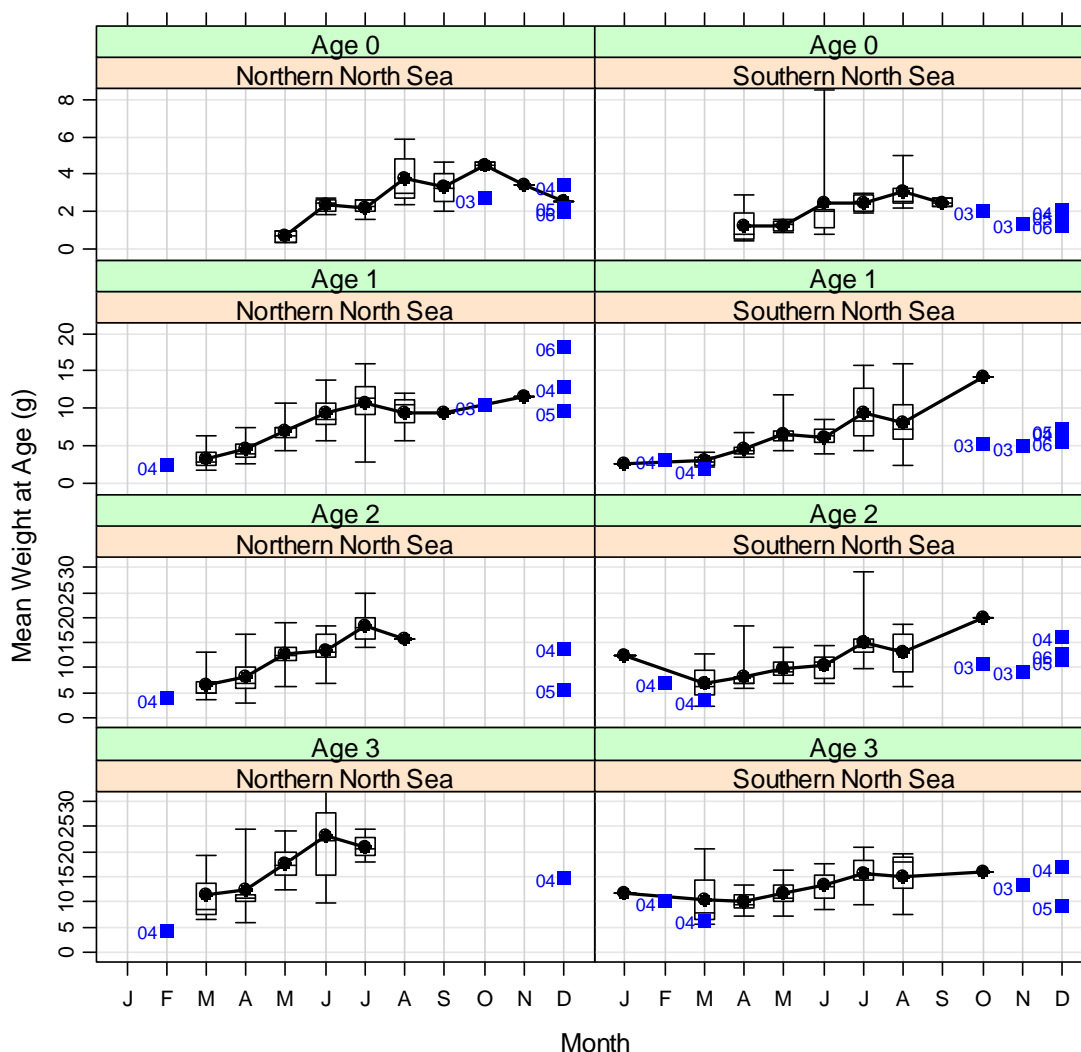 Age 0 Age 0
Northern North Sea Southern North Sea
8
6
4
2
0
03 04 05 06 03 03 04 05 06
Age 1 Age 1
Northern North Sea Southern North Sea
20
15
10
5
0
04 03 06 04 05 04 04 03 03 05 04 06
Age 2 Age 2
Northern North Sea Southern North Sea
30
25
20
15
10
5
0
04 04 05 04 04 03 03 04 06 05
Age 3 Age 3
Northern North Sea Southern North Sea
30
25
20
15
10
5
0
04 04 04 04 03 04 05
Mean Weight at Age (g)
J F M A M J J A S O N D J F M A M J J A S O N D
Month